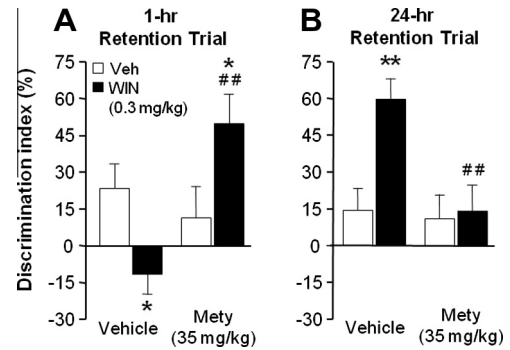 A
1-hr
Retention Trial
Discrimination index (%)
75
60
45
30
15
0
-15
-30
Veh
WIN
(0.3 mg/kg)
*
*
##
Vehicle
Mety
(35 mg/kg)
B
24-hr
Retention Trial
75
60
45
30
15
0
-15
-30
**
##
Vehicle
Mety
(35 mg/kg)